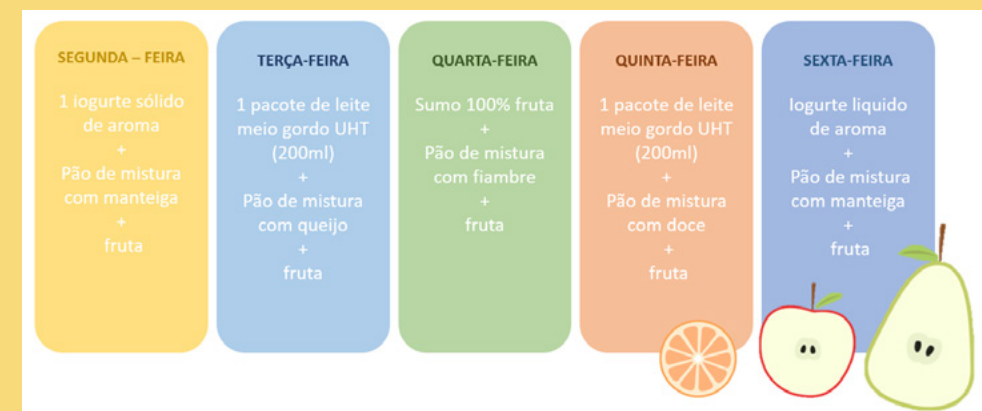 SEGUNDA – FEIRA
1 iogurte sólido
de aroma
+
Pão de mistura
com manteiga
+
fruta
TERÇA-FEIRA
1 pacote de leite
meio gordo UHT
(200ml)
+
Pão de mistura
com queijo
+
fruta
QUARTA-FEIRA
Sumo 100% fruta
+
Pão de mistura
com fiambre
+
fruta
QUINTA-FEIRA
1 pacote de leite
meio gordo UHT
(200ml)
+
Pão de mistura
com doce
+
fruta
SEXTA-FEIRA
Iogurte liquido
de aroma
+
Pão de mistura
com manteiga
+
fruta